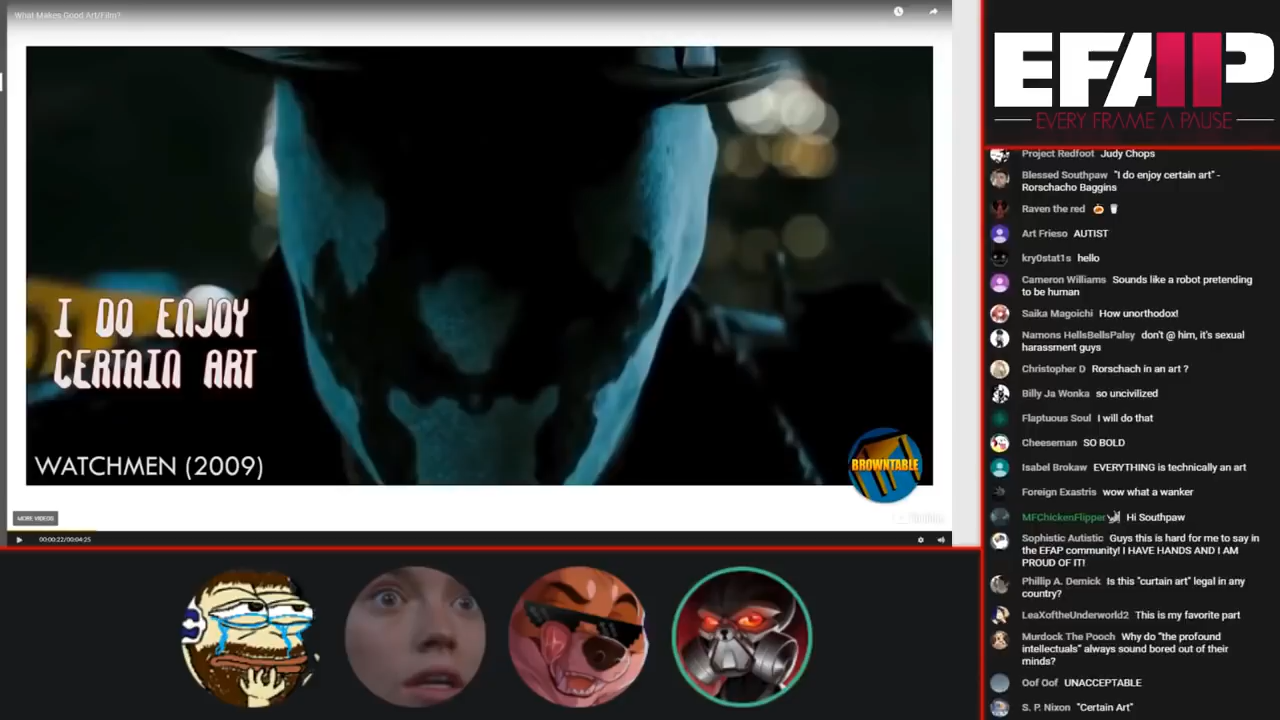 What Makes Good Art/Film?
I DO ENJOY
CERTAIN ART
WATCHMEN (2009)
BROWNTABLE
MORE VIDEOS
00:00:22/00:04:25
EFAP
EVERY FRAME A PAUSE
Project Redfoot Judy Chops
Blessed Southpaw "I do enjoy certain art" -
Rorschacho Baggins
Raven the red
Art Frieso AUTIST
kry0stat1s hello
Cameron Williams Sounds like a robot pretending
to be human
Saika Magoichi How unorthodox!
Namons HellsBellsPalsy don't @ him, it's sexual
harassment guys
Christopher D Rorschach in an art ?
Billy Ja Wonka so uncivilized
Flaptuous Soul I will do that
Cheeseman SO BOLD
Isabel Brokaw EVERYTHING is technically an art
Foreign Exastris wow what a wanker
MFChickenFlipper Hi Southpaw
Sophistic Autistic Guys this is hard for me to say in
the EFAP community! I HAVE HANDS AND I AM
PROUD OF IT!
Phillip A. Demick Is this "curtain art" legal in any
country?
LeaXoftheUnderworld2 This is my favorite part
Murdock The Pooch Why do "the profound
intellectuals" always sound bored out of their
minds?
Oof Oof UNACCEPTABLE
S. P. Nixon "Certain Art"